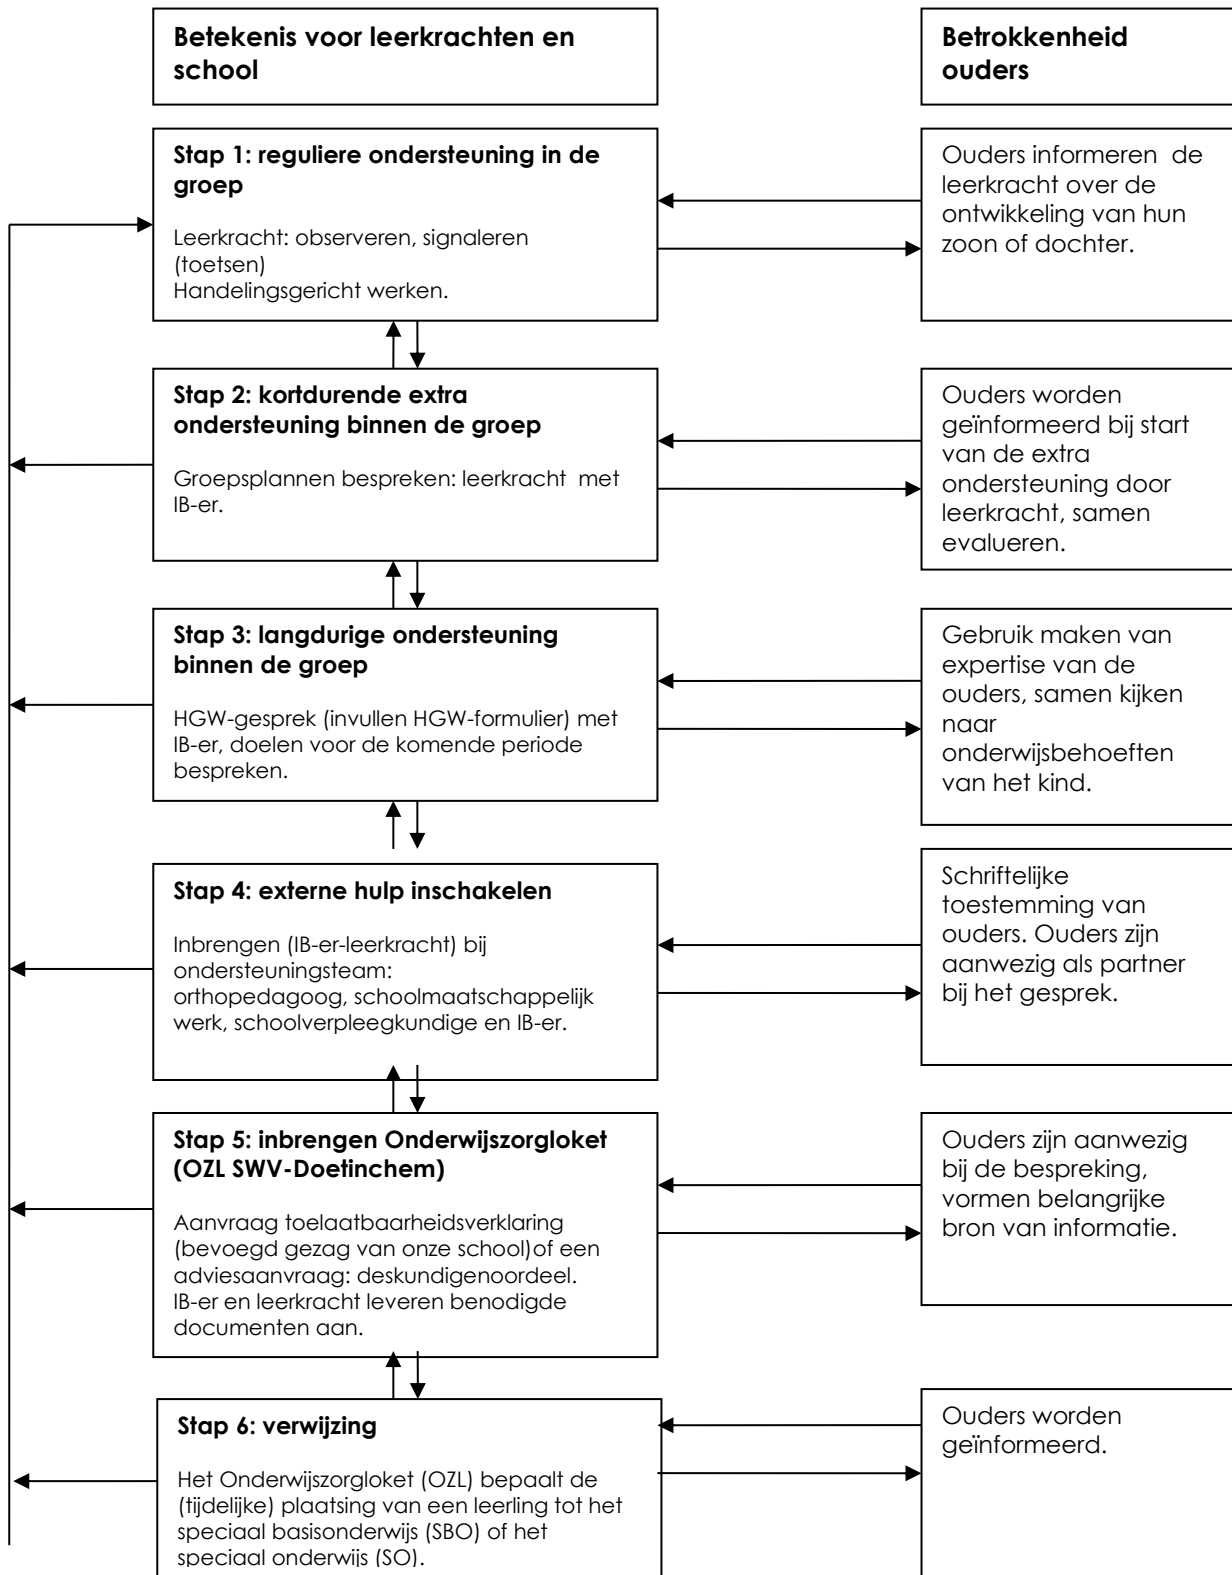 Betekenis voor leerkrachten en
school
Betrokkenheid
ouders
Stap 1: reguliere ondersteuning in de
groep
Leerkracht: observeren, signaleren
(toetsen)
Handelingsgericht werken.
Ouders informeren  de
leerkracht over de
ontwikkeling van hun
zoon of dochter.
Stap 2: kortdurende extra
ondersteuning binnen de groep
Groepsplannen bespreken: leerkracht  met
IB-er.
Ouders worden
geïnformeerd bij start
van de extra
ondersteuning door
leerkracht, samen
evalueren.
Stap 3: langdurige ondersteuning
binnen de groep
HGW-gesprek (invullen HGW-formulier) met
IB-er, doelen voor de komende periode
bespreken.
Gebruik maken van
expertise van de
ouders, samen kijken
naar
onderwijsbehoeften
van het kind.
Stap 4: externe hulp inschakelen
Inbrengen (IB-er-leerkracht) bij
ondersteuningsteam:
orthopedagoog, schoolmaatschappelijk
werk, schoolverpleegkundige en IB-er.
Schriftelijke
toestemming van
ouders. Ouders zijn
aanwezig als partner
bij het gesprek.
Stap 5: inbrengen Onderwijszorgloket
(OZL SWV-Doetinchem)
Aanvraag toelaatbaarheidsverklaring
(bevoegd gezag van onze school)of een
adviesaanvraag: deskundigenoordeel.
IB-er en leerkracht leveren benodigde
documenten aan.
Ouders zijn aanwezig
bij de bespreking,
vormen belangrijke
bron van informatie.
Stap 6: verwijzing
Het Onderwijszorgloket (OZL) bepaalt de
(tijdelijke) plaatsing van een leerling tot het
speciaal basisonderwijs (SBO) of het
speciaal onderwijs (SO).
Ouders worden
geïnformeerd.